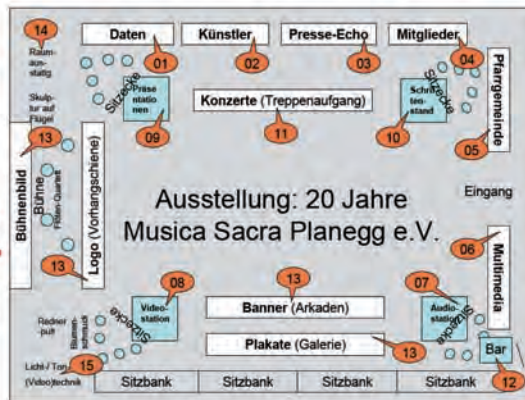 14
Daten
Künstler
Presse-Echo
Mitglieder
Raum-
aus-
stattg.
01
02
03
04
Sitzecke
Präse
ntatio
nen
Konzerte (Treppenaufgang)
Schrif
tenstand
Sitzecke
Pfarrgemeinde
Skulp-
tur auf
Flügel
09
11
10
05
13
Bühnenbild
Bühne
Flöten-Quartett
Logo (Vorhangschiene)
Eingang
Ausstellung: 20 Jahre
Musica Sacra Planegg e.V.
13
08
13
07
06
Multimedia
Sitzecke
Video-
station
Banner (Arkaden)
Audio-
station
Sitzecke
Redner-
pult
Blumen-
schmuck
Plakate (Galerie)
13
Bar
Licht-/ Ton-
15
(Video)technik
Sitzbank
Sitzbank
Sitzbank
Sitzbank
12